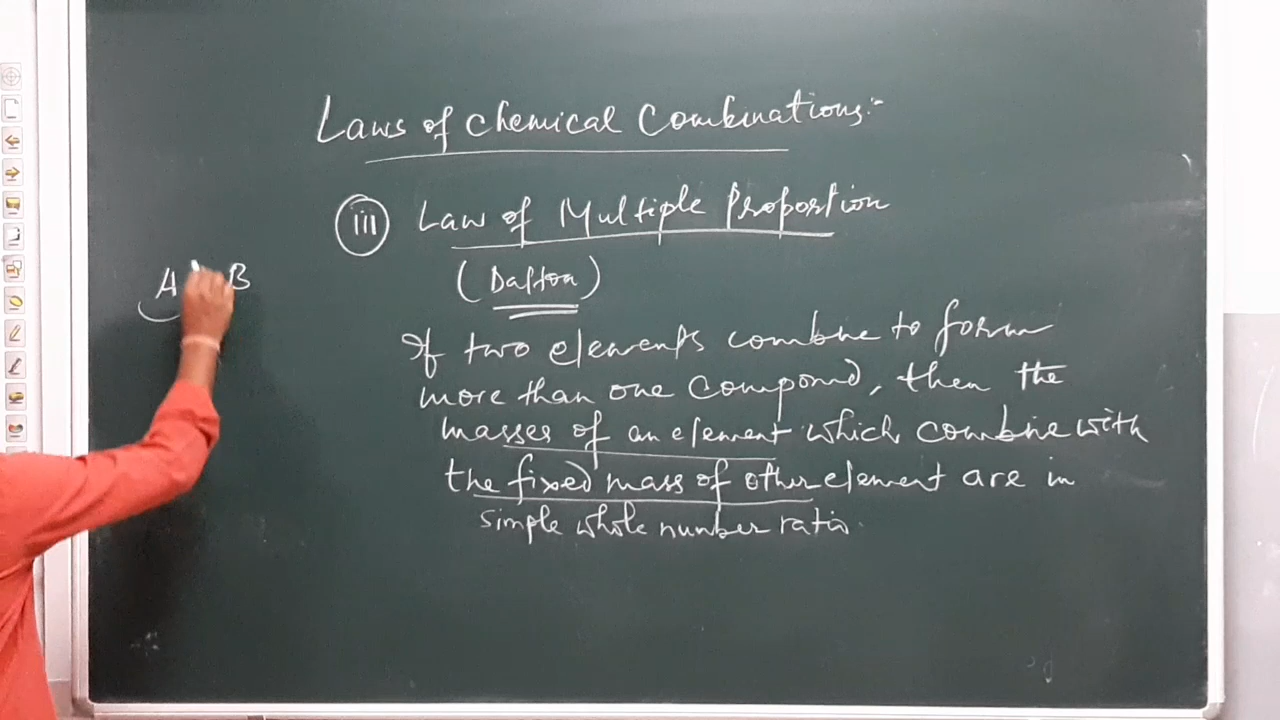 Laws of Chemical Combinations:-
iii Law of Multiple Proportion
(Dalton)
A B
If two elements combine to form
more than one compound, then the
masses of an element which combine with
the fixed mass of other element are in
simple whole number ratio.